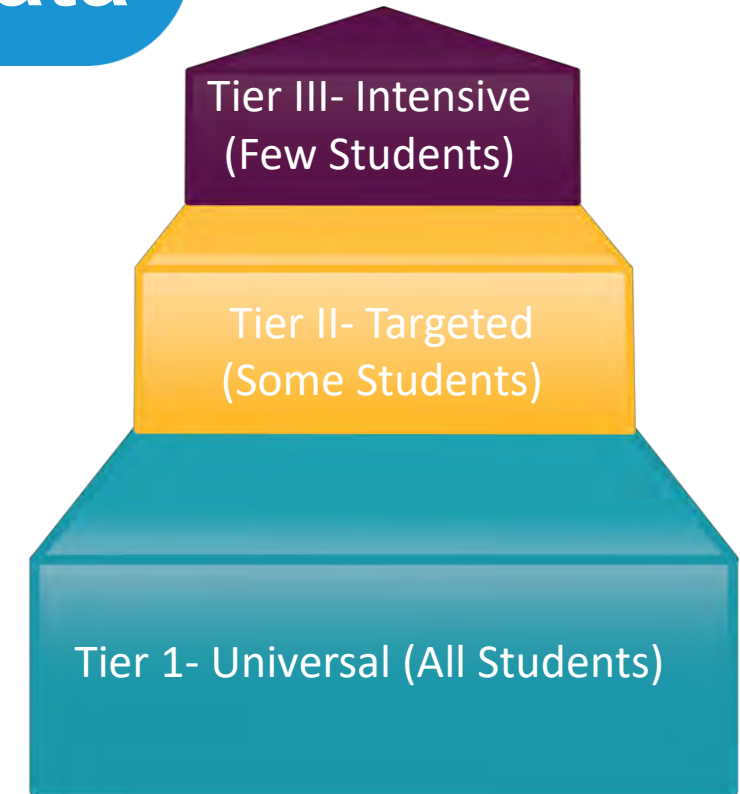 Tier III- Intensive
(Few Students)
Tier II- Targeted
(Some Students)
Tier 1- Universal (All Students)